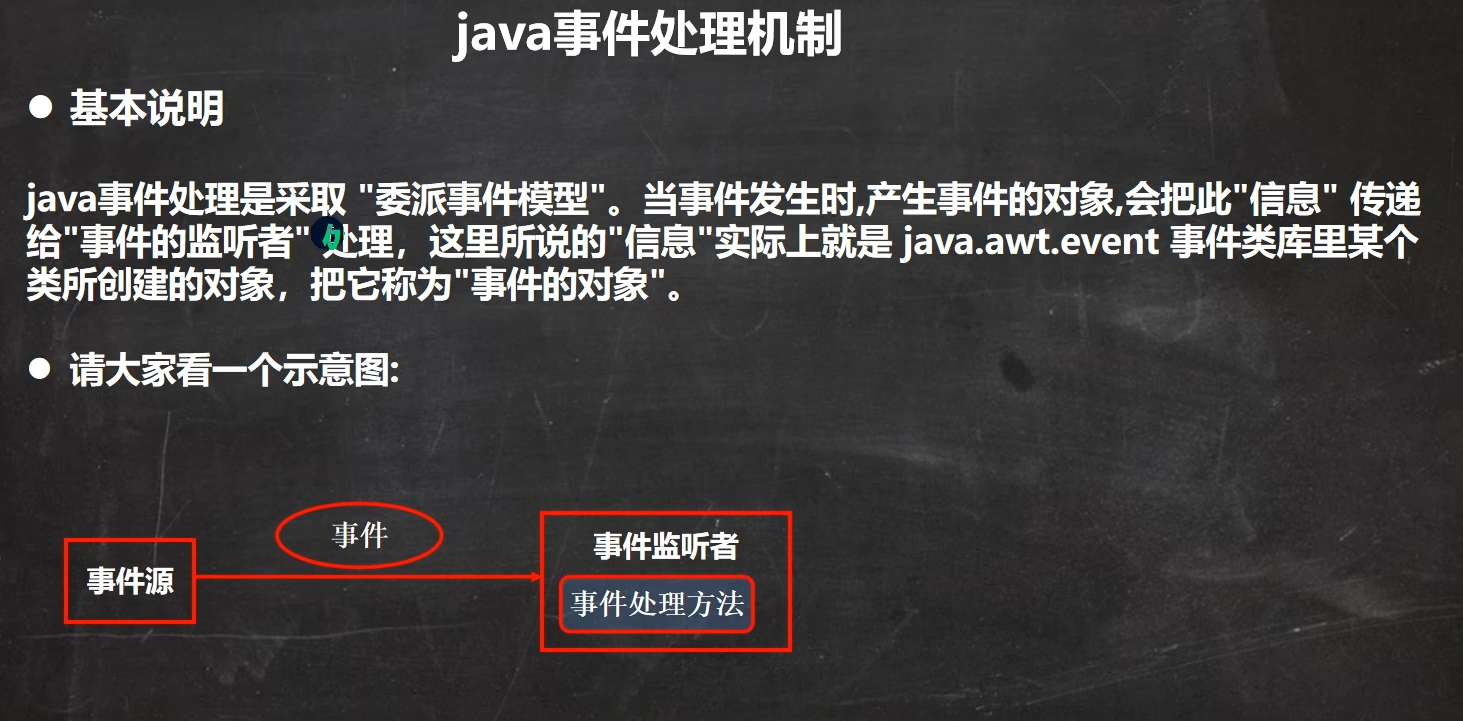 java事件处理机制
● 基本说明
java事件处理是采取 "委派事件模型"。当事件发生时,产生事件的对象,会把此"信息" 传递
给"事件的监听者"处理，这里所说的"信息"实际上就是 java.awt.event 事件类库里某个
类所创建的对象，把它称为"事件的对象"。
● 请大家看一个示意图:
事件
事件监听者
事件源
事件处理方法